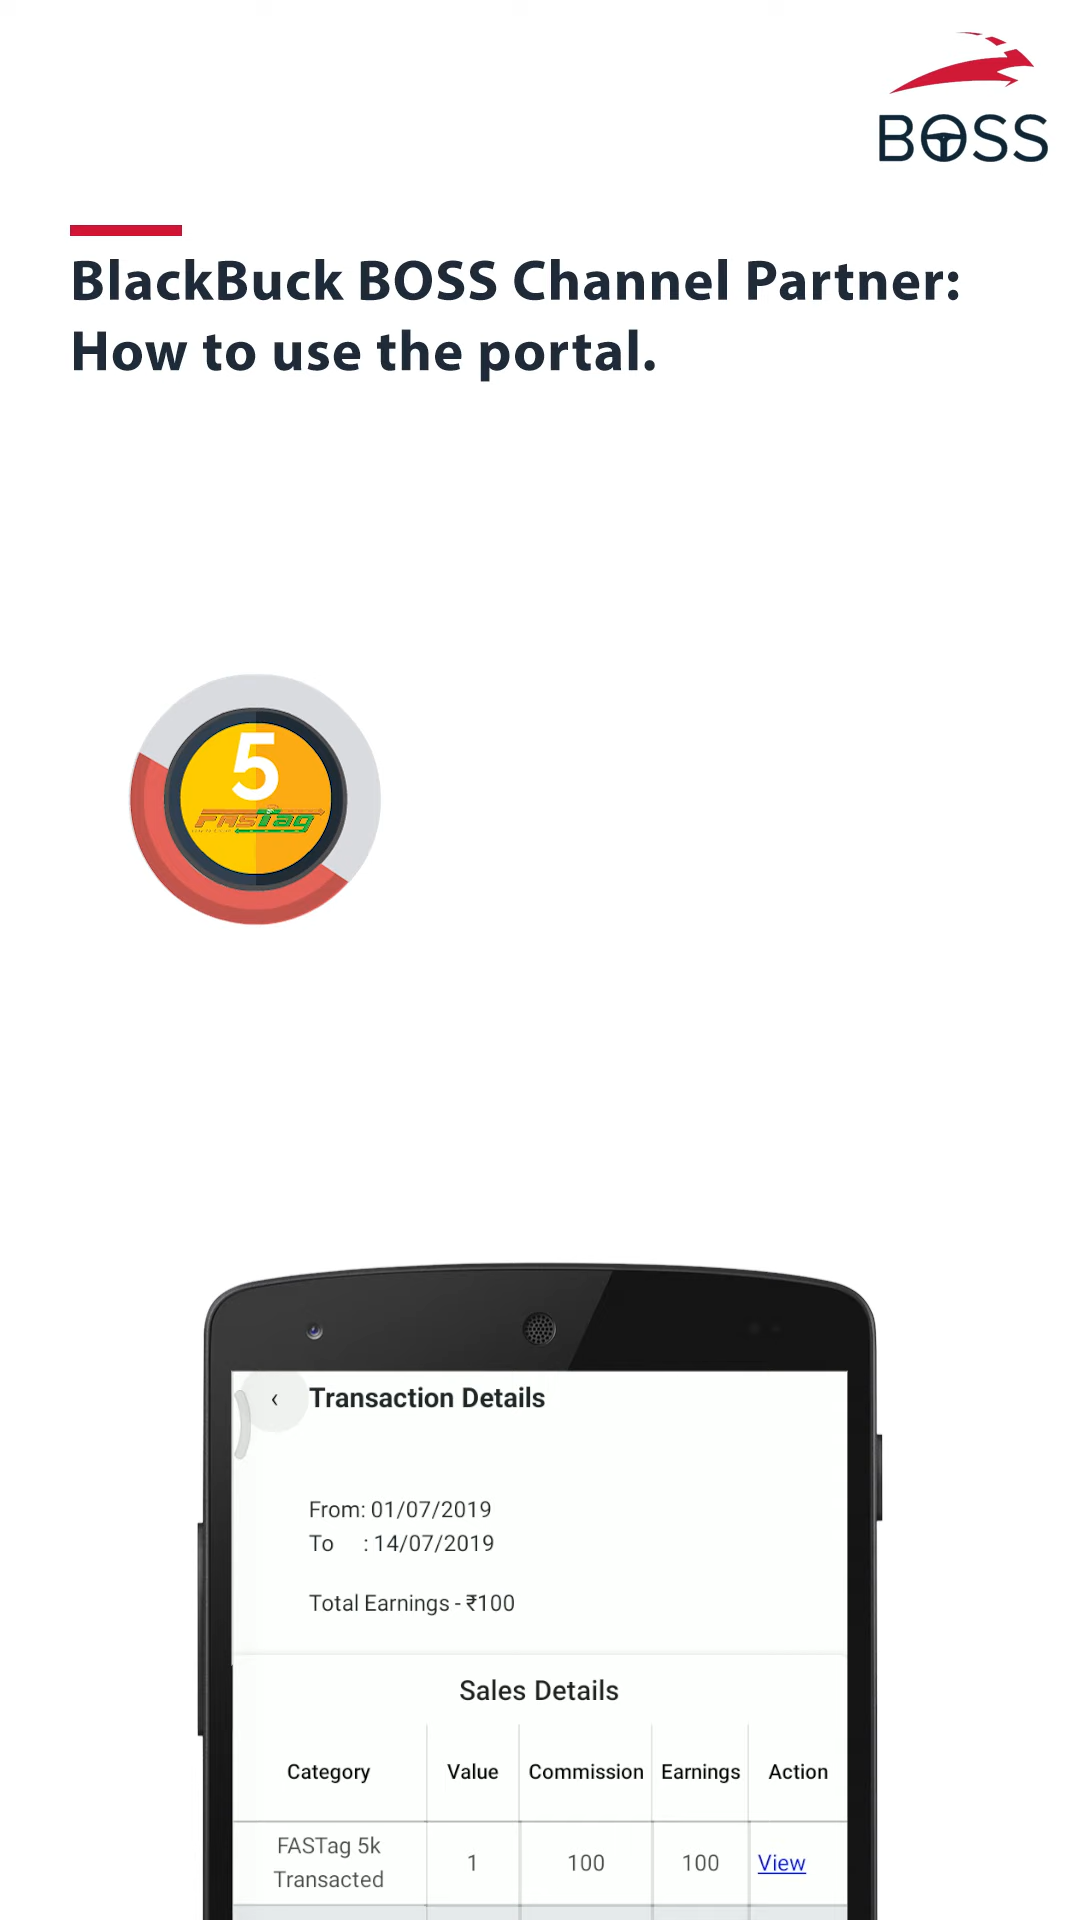 BOSS
BlackBuck BOSS Channel Partner:
How to use the portal.
5
FASTag
‹ Transaction Details
From: 01/07/2019
To : 14/07/2019
Total Earnings - ₹100
Sales Details
Category Value Commission Earnings Action
FASTag 5k
Transacted 1 100 100 View